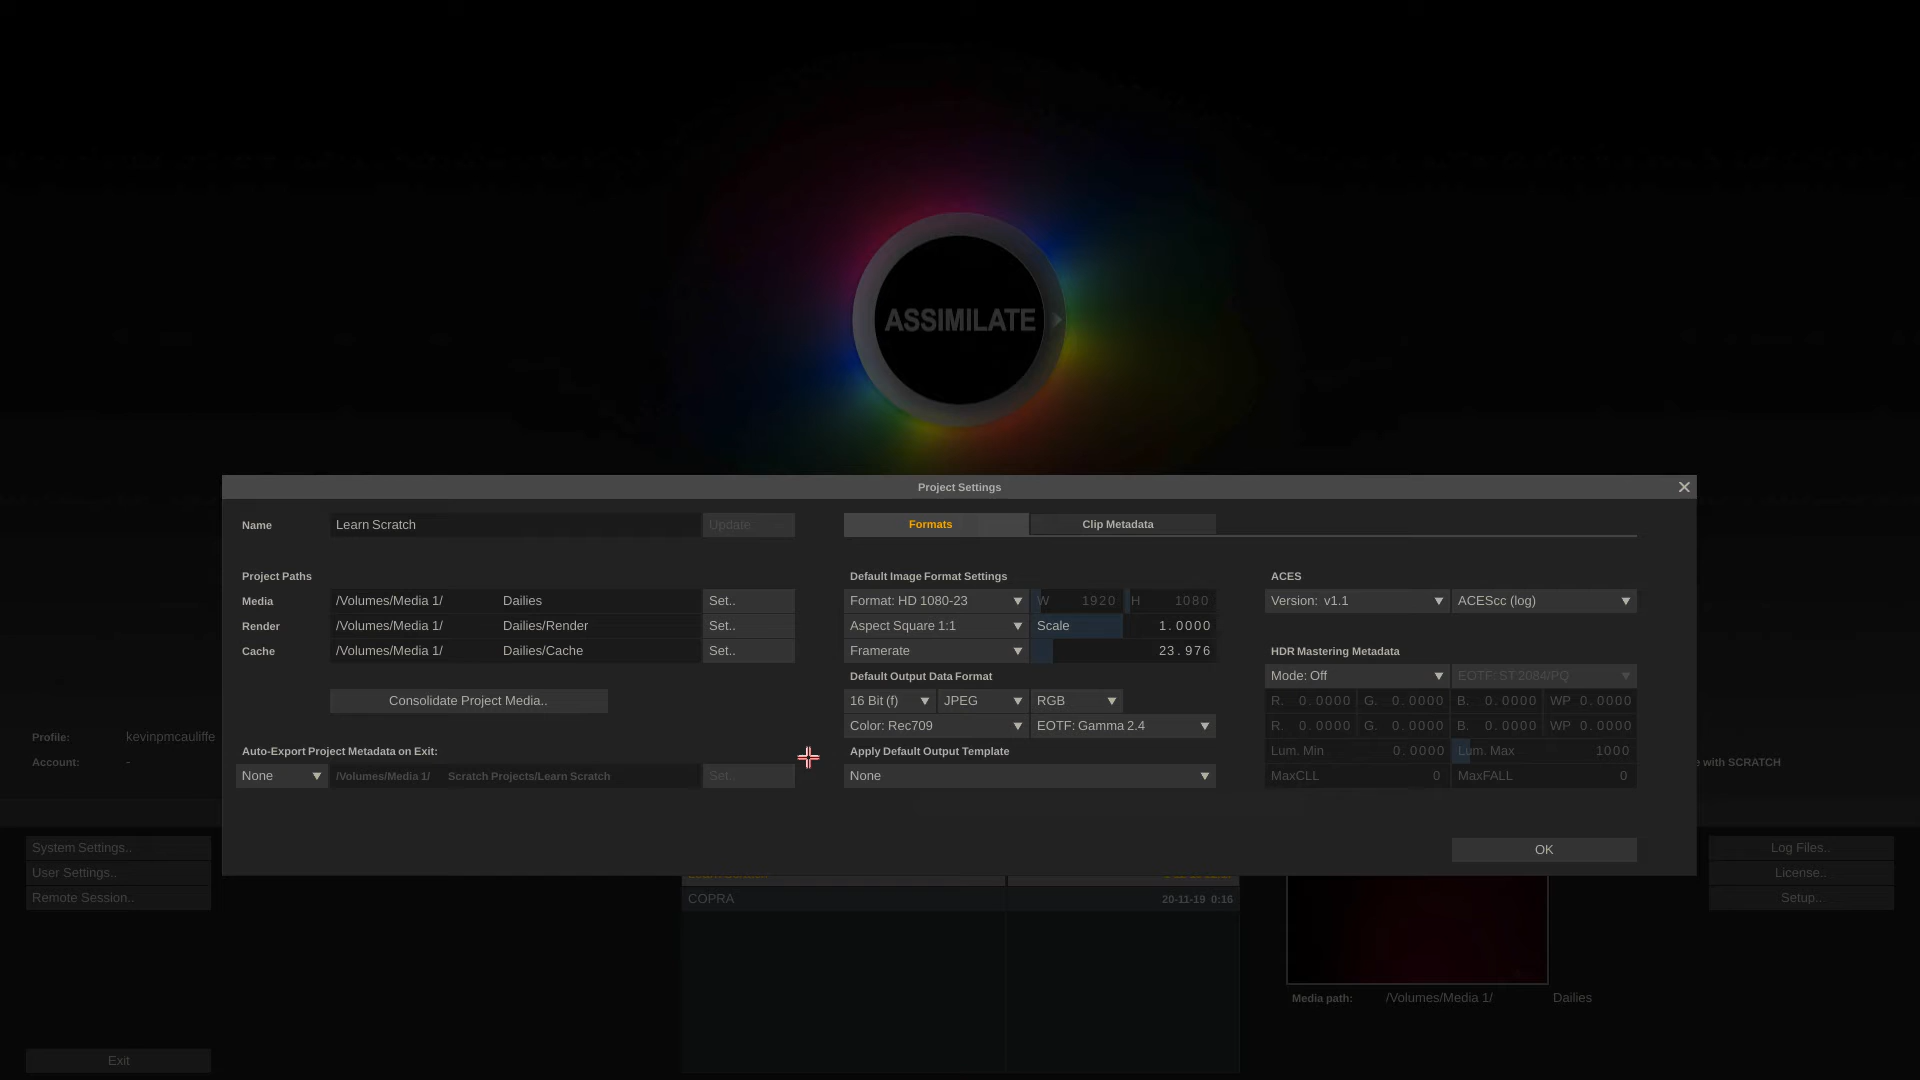 ASSIMILATE
Project Settings
Name Learn Scratch Update
Formats Clip Metadata
Project Paths
Media /Volumes/Media 1/ Dailies Set..
Render /Volumes/Media 1/ Dailies/Render Set..
Cache /Volumes/Media 1/ Dailies/Cache Set..
Consolidate Project Media..
Auto-Export Project Metadata on Exit:
None /Volumes/Media 1/ Scratch Projects/Learn Scratch Set..
Default Image Format Settings
Format: HD 1080-23 W 1920 H 1080
Aspect Square 1:1 Scale 1.0000
Framerate 23.976
Default Output Data Format
16 Bit (f) JPEG RGB
Color: Rec709 EOTF: Gamma 2.4
Apply Default Output Template
None
ACES
Version: v1.1 ACEScc (log)
HDR Mastering Metadata
Mode: Off EOTF: ST 2084/PQ
R. 0.0000 G. 0.0000 B. 0.0000 WP 0.0000
R. 0.0000 G. 0.0000 B. 0.0000 WP 0.0000
Lum. Min 0.0000 Lum. Max 1000
MaxCLL 0 MaxFALL 0
OK
Profile: kevinpmcauliffe
Account: -
with SCRATCH
System Settings..
User Settings..
Remote Session..
Exit
COPRA 20-11-19 0:16
Log Files..
License..
Setup..
Media path: /Volumes/Media 1/ Dailies